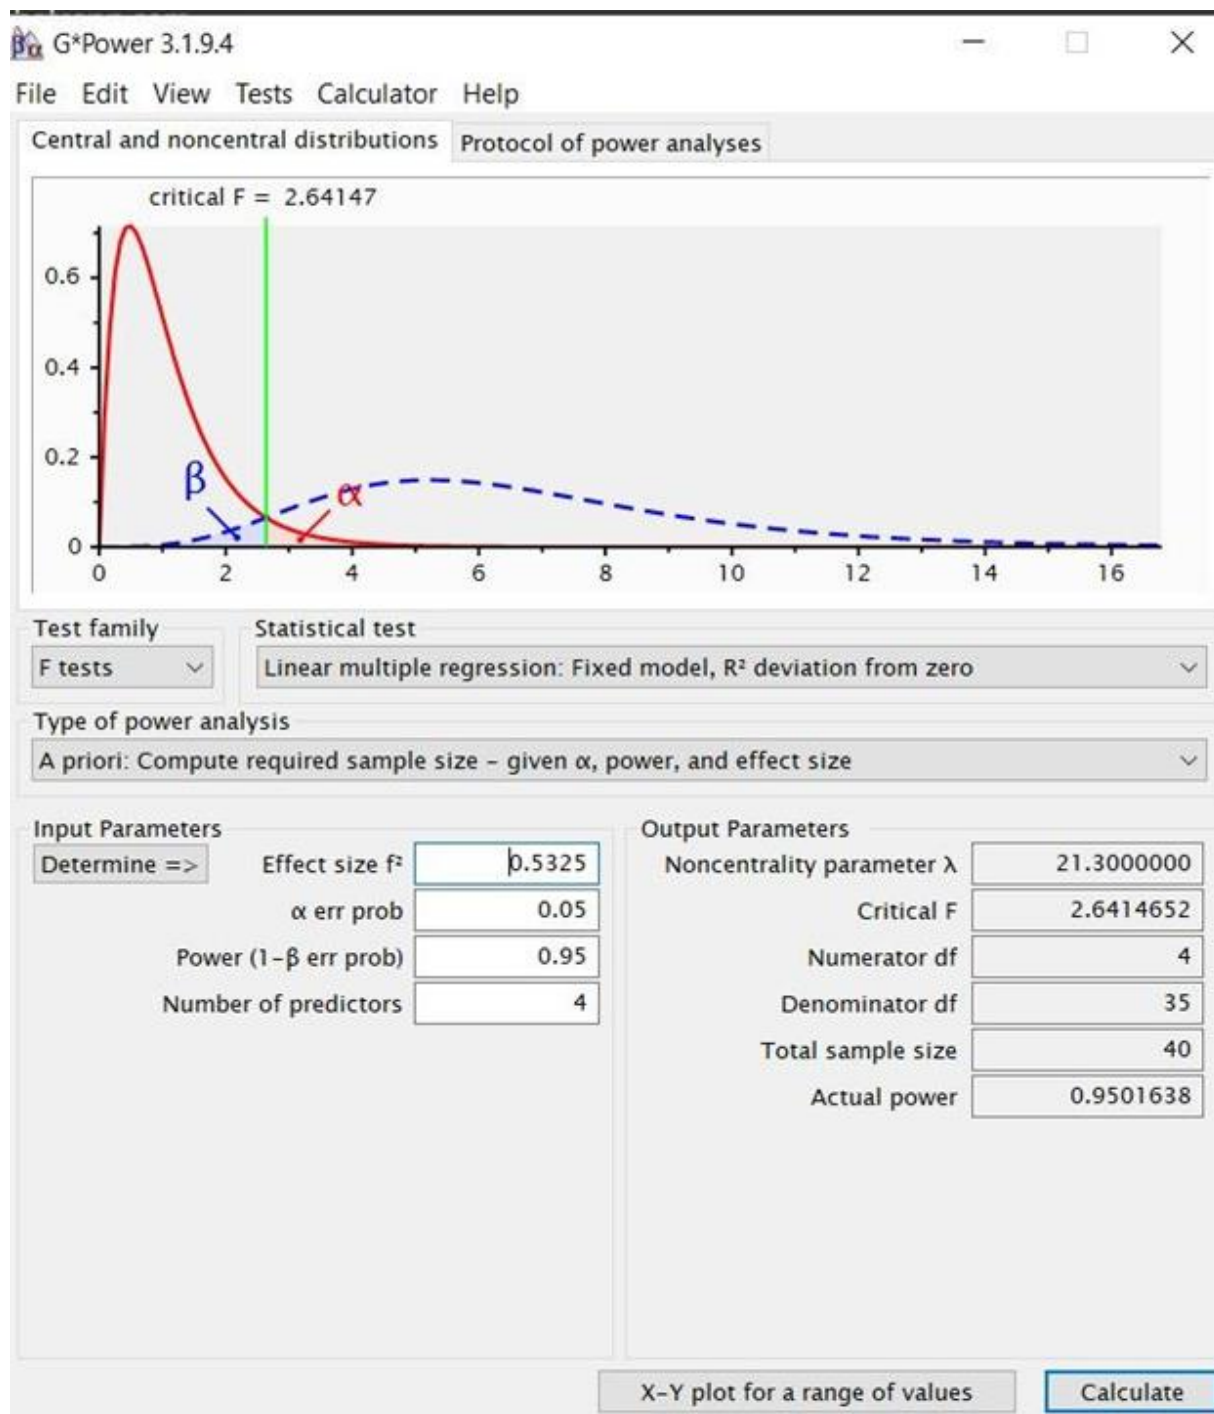 G*Power 3.1.9.4
File Edit View Tests Calculator Help
Central and noncentral distributions Protocol of power analyses
critical F = 2.64147
0.6
0.4
0.2
0
β α
0 2 4 6 8 10 12 14 16
Test family Statistical test
F tests Linear multiple regression: Fixed model, R² deviation from zero
Type of power analysis
A priori: Compute required sample size - given α, power, and effect size
Input Parameters Output Parameters
Determine => Effect size f² 0.5325 Noncentrality parameter λ 21.3000000
α err prob 0.05 Critical F 2.6414652
Power (1-β err prob) 0.95 Numerator df 4
Number of predictors 4 Denominator df 35
Total sample size 40
Actual power 0.9501638
X-Y plot for a range of values Calculate